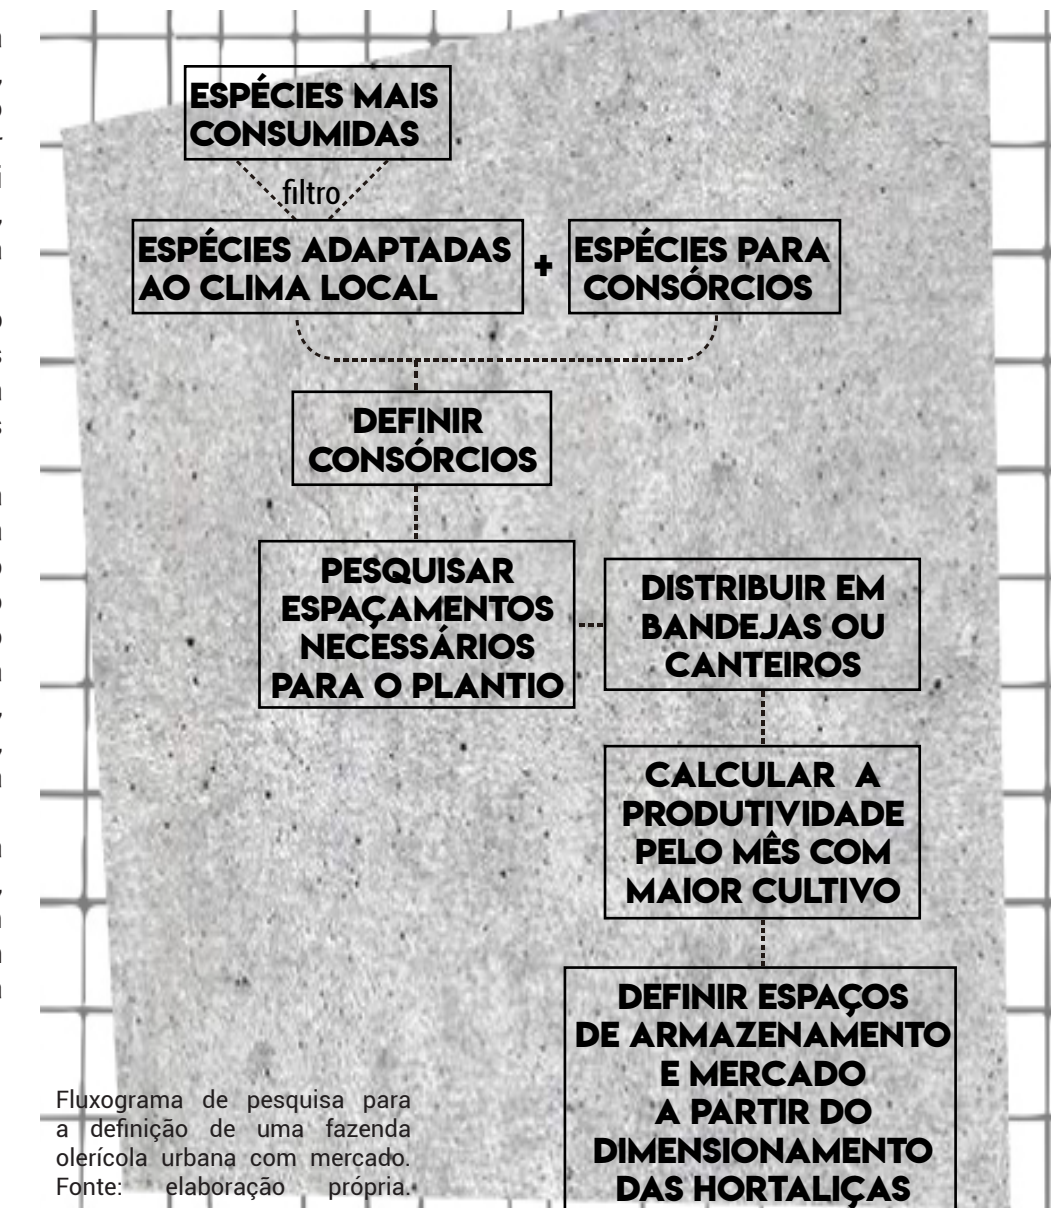 ESPÉCIES MAIS
CONSUMIDAS
filtro
ESPÉCIES ADAPTADAS
AO CLIMA LOCAL
+
ESPÉCIES PARA
CONSÓRCIOS
DEFINIR
CONSÓRCIOS
PESQUISAR
ESPAÇAMENTOS
NECESSÁRIOS
PARA O PLANTIO
DISTRIBUIR EM
BANDEJAS OU
CANTEIROS
CALCULAR A
PRODUTIVIDADE
PELO MÊS COM
MAIOR CULTIVO
DEFINIR ESPAÇOS
DE ARMAZENAMENTO
E MERCADO
A PARTIR DO
DIMENSIONAMENTO
DAS HORTALIÇAS
Fluxograma de pesquisa para
a definição de uma fazenda
olerícola urbana com mercado.
Fonte: elaboração própria.